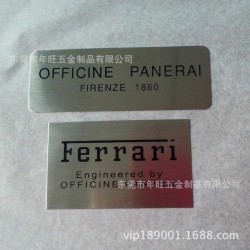 东莞市年旺五金制品有限公司
OFFICINE PANERAI
FIRENZE 1860
Ferrari
Engineered by
东莞市年旺五金制品有限公司
OFFICINE
vip189001.1688.com